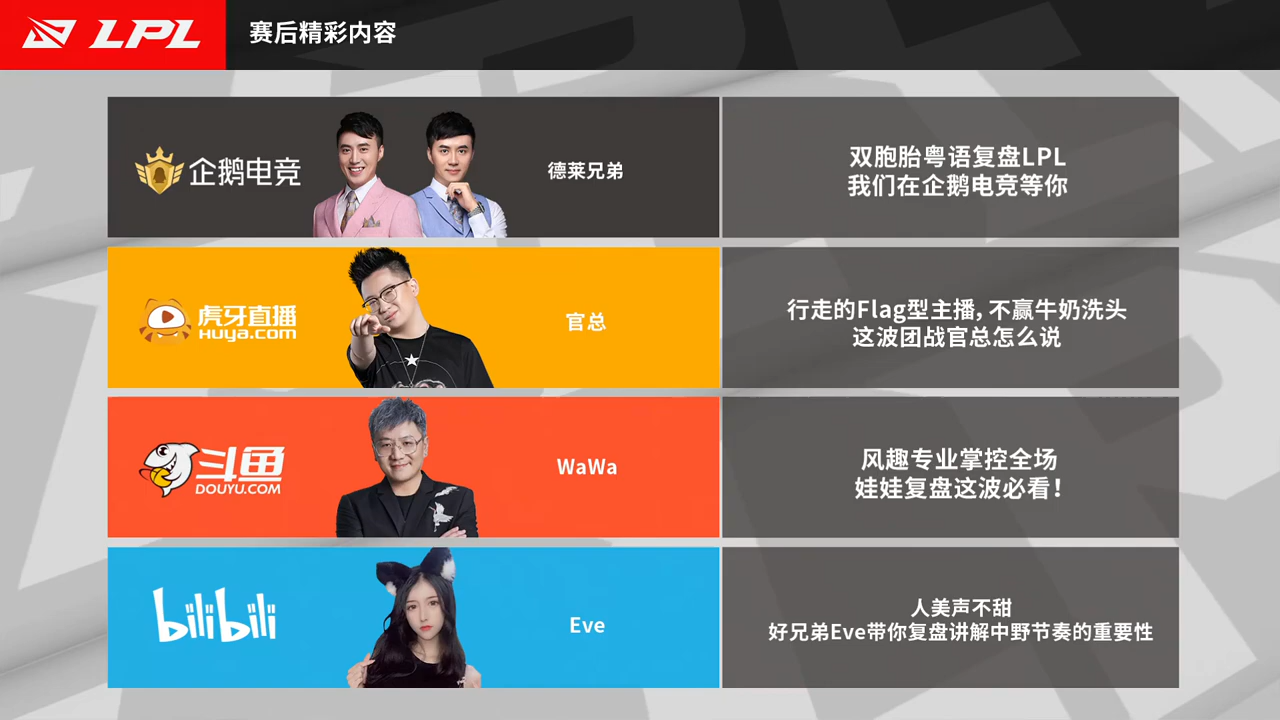 LPL
赛后精彩内容
企鹅电竞
德莱兄弟
双胞胎粤语复盘LPL
我们在企鹅电竞等你
虎牙直播
HUYa.com
官总
行走的Flag型主播,不赢牛奶洗头
这波团战官总怎么说
斗鱼
DOUYU.COM
WaWa
风趣专业掌控全场
娃娃复盘这波必看!
bilibili
Eve
人美声不甜
好兄弟Eve带你复盘讲解中野节奏的重要性